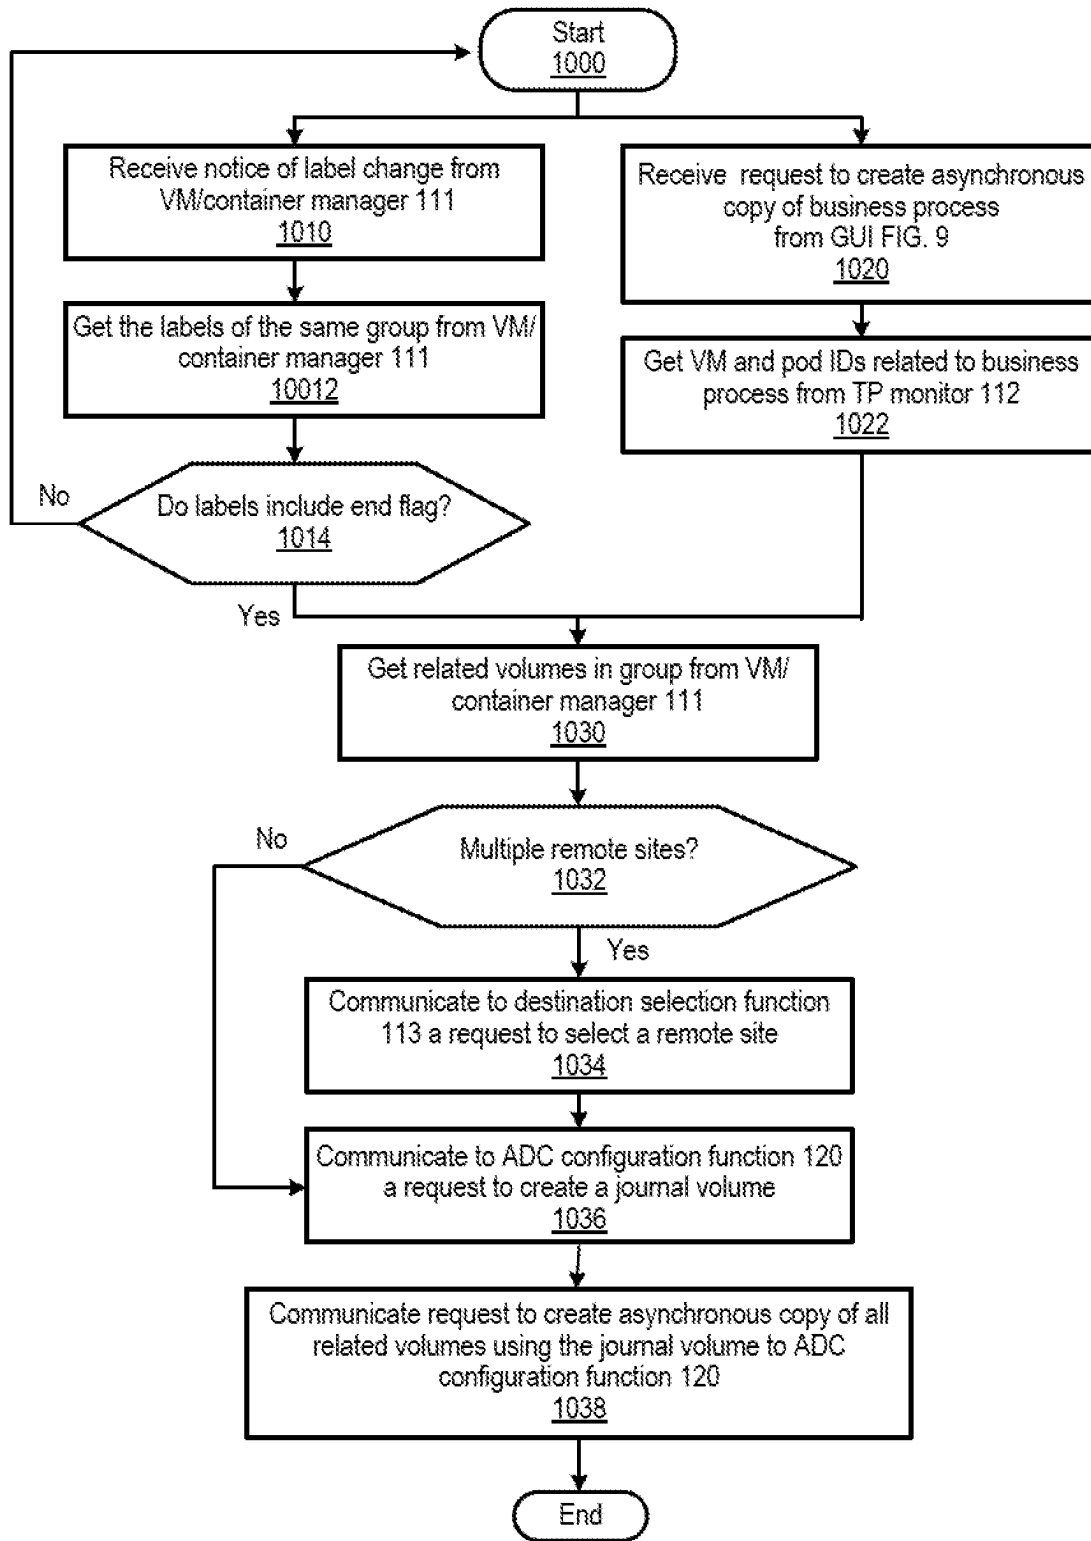 Start
1000
Receive notice of label change from
VM/container manager 111
1010
Receive request to create asynchronous
copy of business process
from GUI FIG. 9
1020
Get the labels of the same group from VM/
container manager 111
10012
Get VM and pod IDs related to business
process from TP monitor 112
1022
No
Do labels include end flag?
1014
Yes
Get related volumes in group from VM/
container manager 111
1030
No
Multiple remote sites?
1032
Yes
Communicate to destination selection function
113 a request to select a remote site
1034
Communicate to ADC configuration function 120
a request to create a journal volume
1036
Communicate request to create asynchronous copy of all
related volumes using the journal volume to ADC
configuration function 120
1038
End